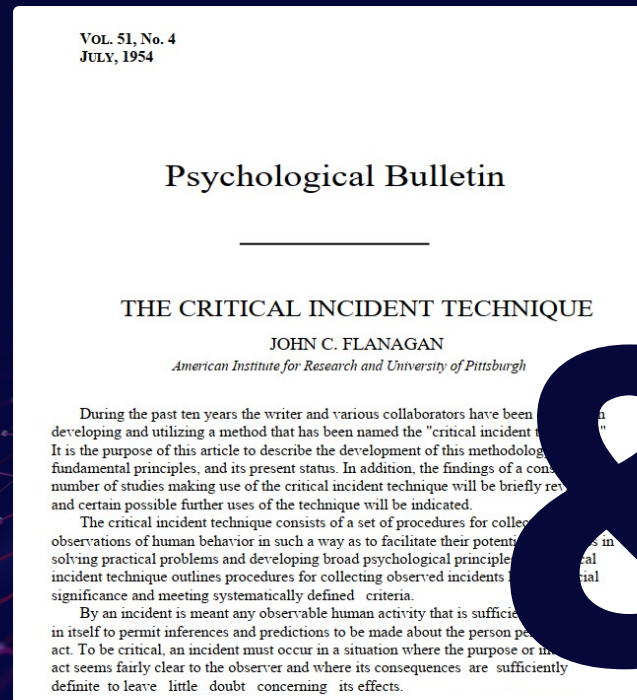 VOL. 51, No. 4
JULY, 1954
Psychological Bulletin
THE CRITICAL INCIDENT TECHNIQUE
JOHN C. FLANAGAN
American Institute for Research and University of Pittsburgh
During the past ten years the writer and various collaborators have been
developing and utilizing a method that has been named the "critical incident "
It is the purpose of this article to describe the development of this
fundamental principles, and its present status. In addition, the findings of a
number of studies making use of the critical incident technique will be briefly
and certain possible further uses of the technique will be indicated.
The critical incident technique consists of a set of procedures for
observations of human behavior in such a way as to facilitate their in
solving practical problems and developing broad psychological
incident technique outlines procedures for collecting observed incidents
significance and meeting systematically defined criteria.
By an incident is meant any observable human activity that is
in itself to permit inferences and predictions to be made about the person
act. To be critical, an incident must occur in a situation where the purpose or
act seems fairly clear to the observer and where its consequences are sufficiently
definite to leave little doubt concerning its effects.
&